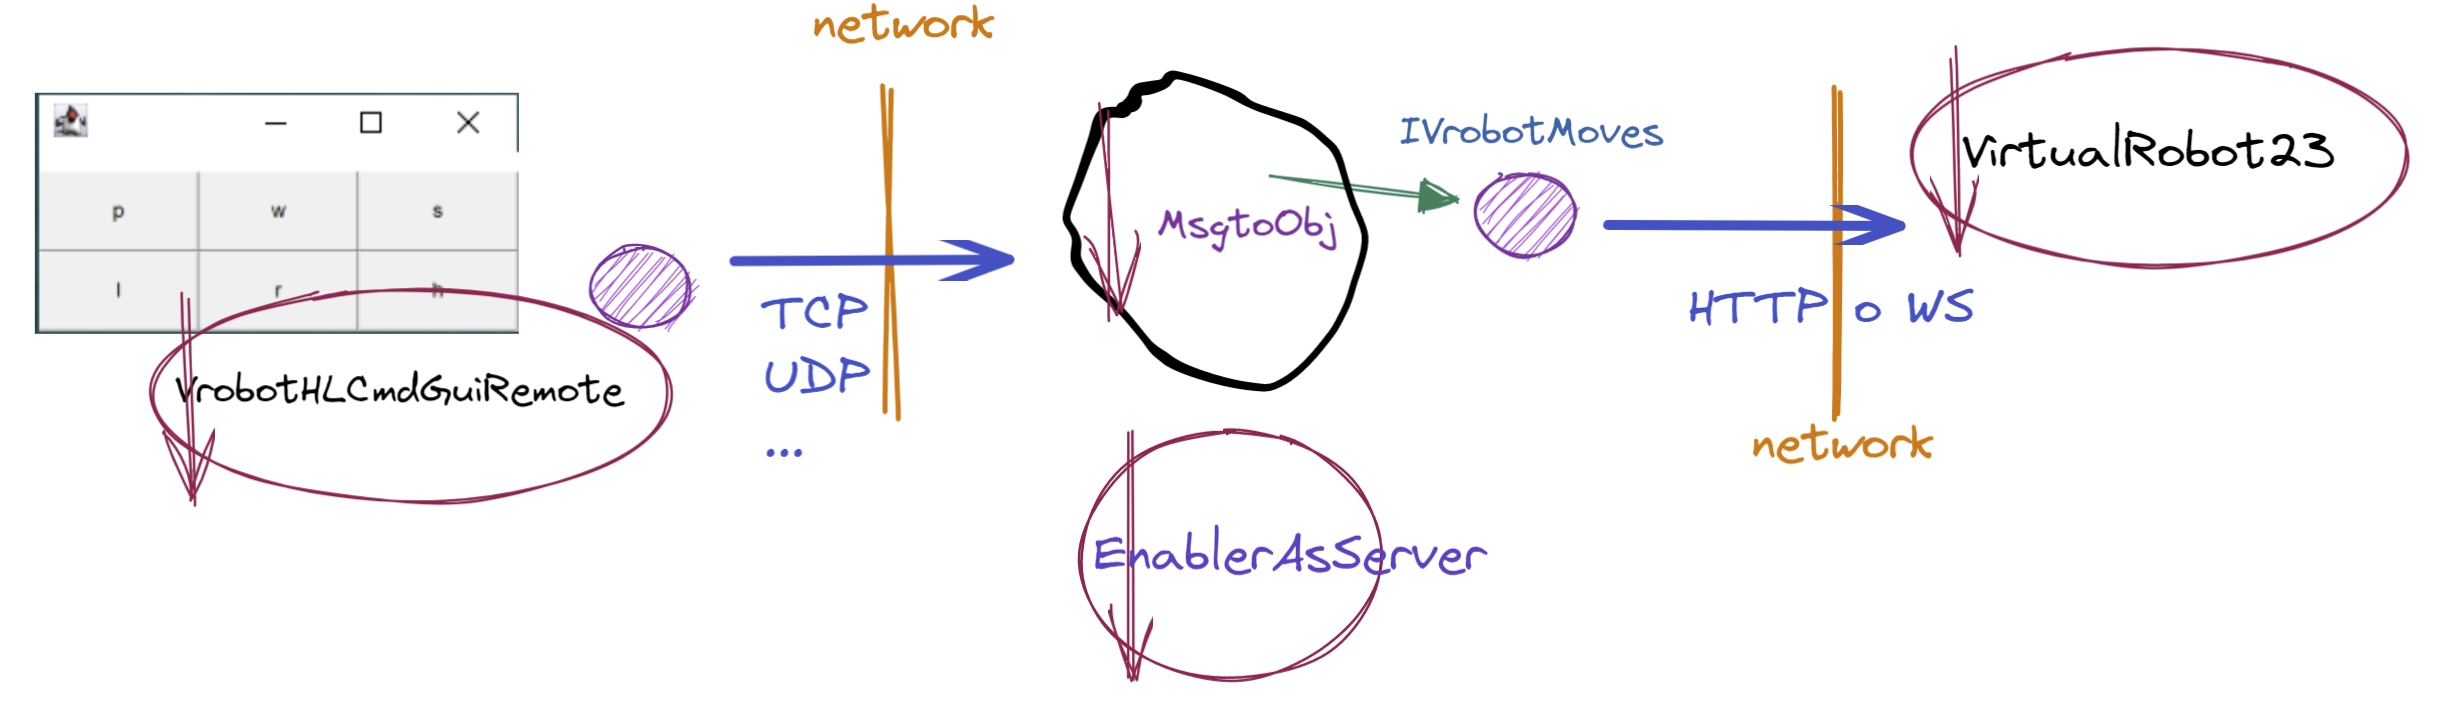 network
p w s
l r h
VrobotHLCmdGuiRemote
TCP
UDP
...
MsgtoObj
IVrobotMoves
EnablerAsServer
HTTP o WS
network
VirtualRobot23